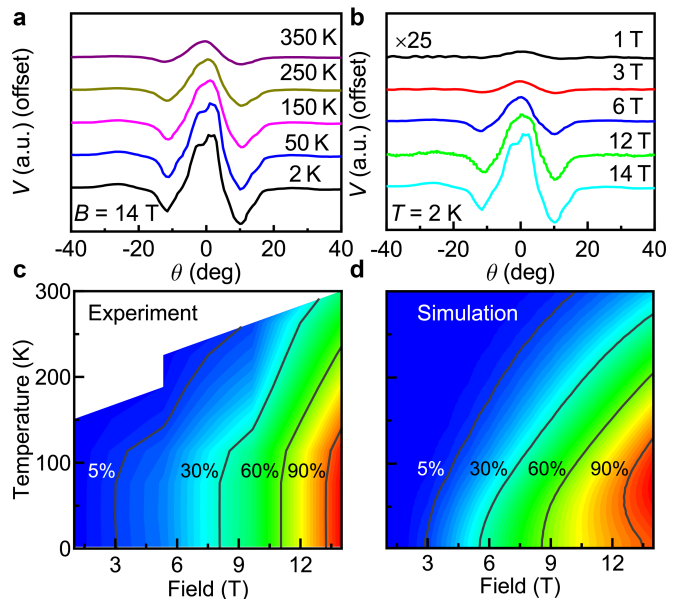 a
V (a.u.) (offset)
350 K
250 K
150 K
50 K
2 K
B = 14 T
-40 -20 0 20 40
θ (deg)
b
V (a.u.) (offset)
×25
1 T
3 T
6 T
12 T
14 T
T = 2 K
-40 -20 0 20 40
θ (deg)
c
Temperature (K)
300
200
100
0
Experiment
5% 30% 60% 90%
3 6 9 12
Field (T)
d
Simulation
5% 30% 60% 90%
3 6 9 12
Field (T)